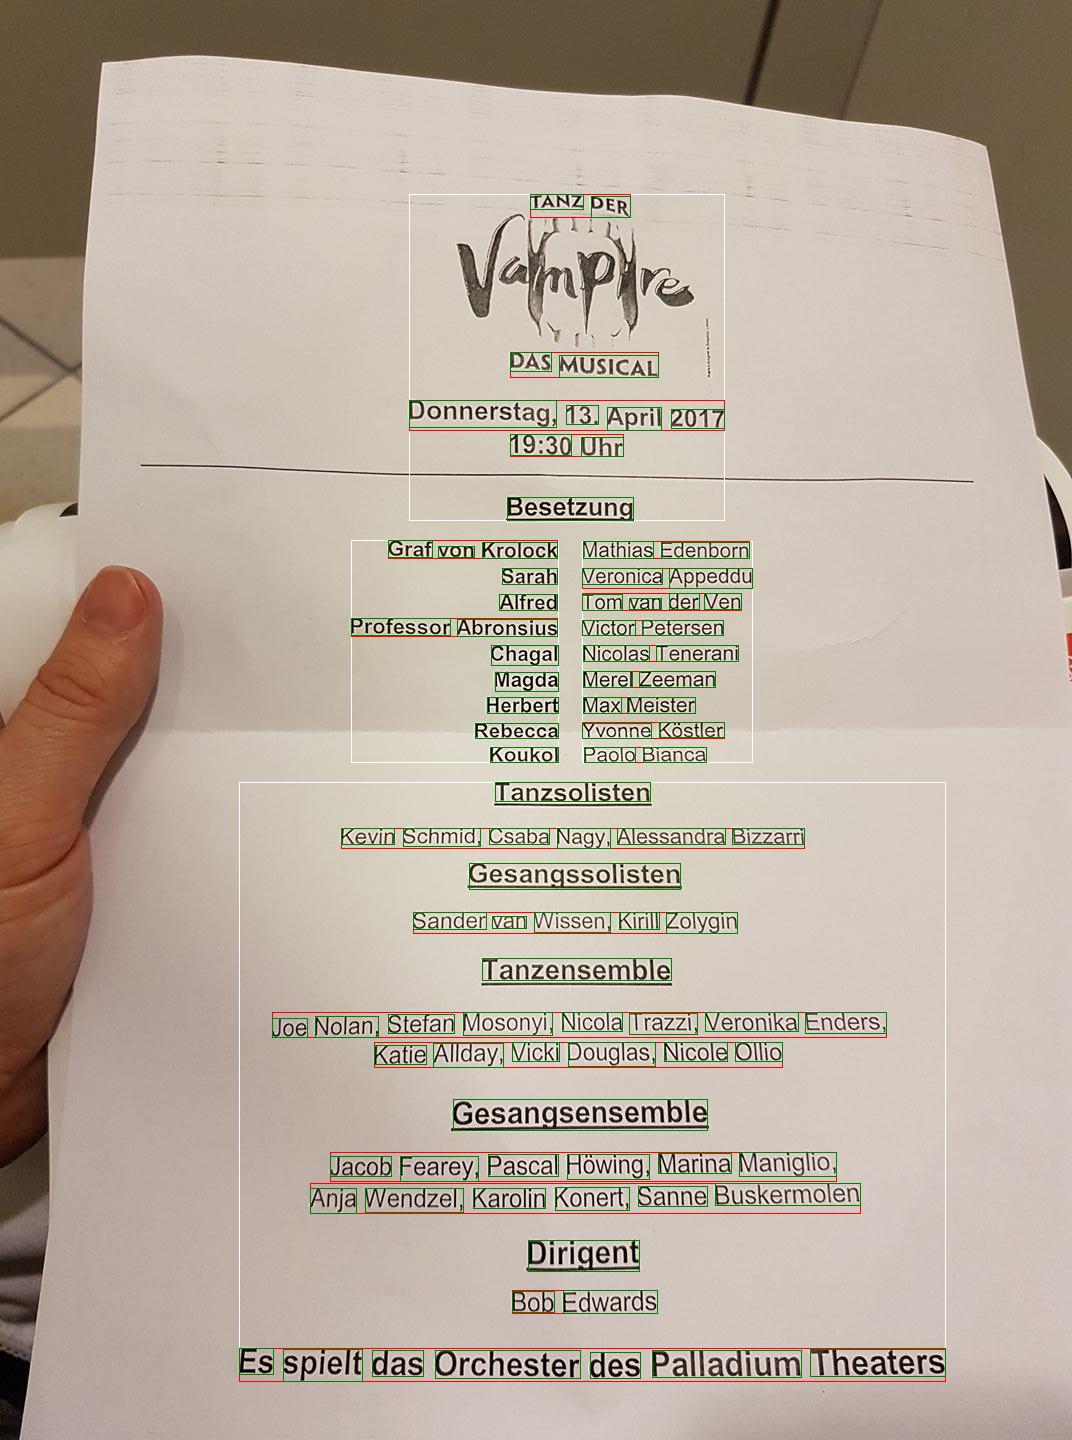 TANZ DER
Vampire
DAS MUSICAL
Donnerstag, 13. April 2017
19:30 Uhr
Besetzung
Graf von Krolock Mathias Edenborn
Sarah Veronica Appeddu
Alfred Tom van der Ven
Professor Abronsius Victor Petersen
Chagal Nicolas Tenerani
Magda Merel Zeeman
Herbert Max Meister
Rebecca Yvonne Köstler
Koukol Paolo Bianca
Tanzsolisten
Kevin Schmid, Csaba Nagy, Alessandra Bizzarri
Gesangssolisten
Sander van Wissen, Kirill Zolygin
Tanzensemble
Joe Nolan, Stefan Mosonyi, Nicola Trazzi, Veronika Enders,
Katie Allday, Vicki Douglas, Nicole Ollio
Gesangsensemble
Jacob Fearey, Pascal Höwing, Marina Maniglio,
Anja Wendzel, Karolin Konert, Sanne Buskermolen
Dirigent
Bob Edwards
Es spielt das Orchester des Palladium Theaters